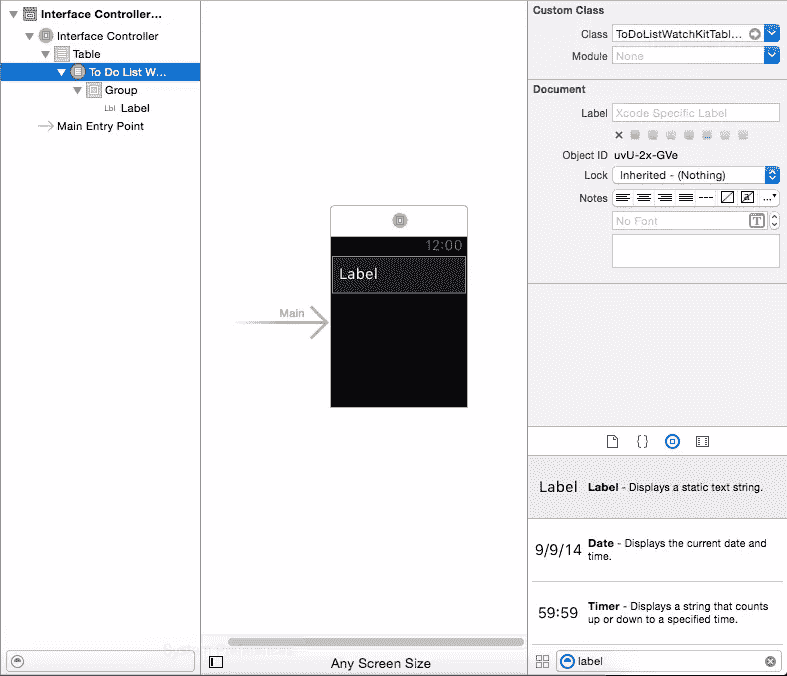 Interface Controller...
Interface Controller
Table
To Do List W...
Group
Lbl Label
Main Entry Point
12:00
Label
Main
Any Screen Size
Custom Class
Class ToDoListWatchKitTabl...
Module None
Document
Label Xcode Specific Label
Object ID uvU-2x-GVe
Lock Inherited - (Nothing)
Notes
No Font
Label Label - Displays a static text string.
9/9/14 Date - Displays the current date and
time.
59:59 Timer - Displays a string that counts
up or down to a specified time.
label